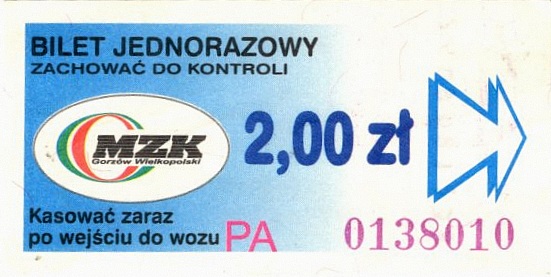 BILET JEDNORAZOWY
ZACHOWAĆ DO KONTROLI
MZK
Gorzów Wielkopolski
2,00 zł
Kasować zaraz
po wejściu do wozu
PA 0138010